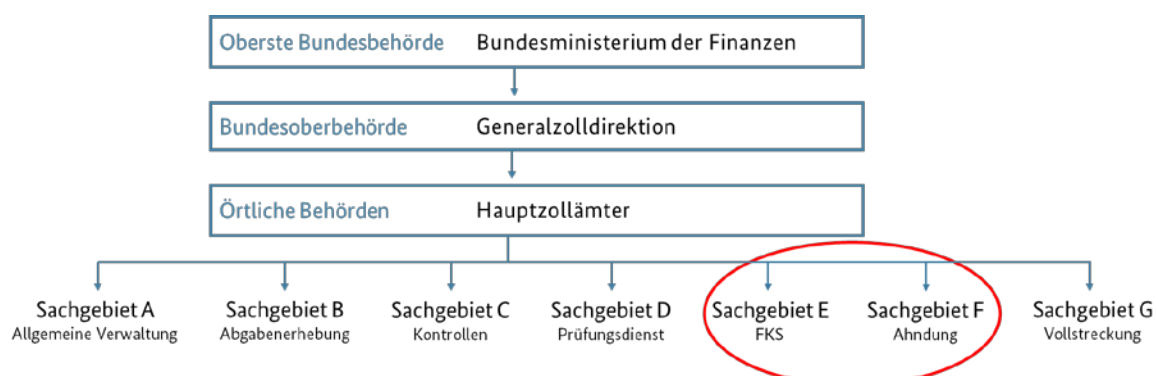 Oberste Bundesbehörde Bundesministerium der Finanzen
Bundesoberbehörde Generalzolldirektion
Örtliche Behörden Hauptzollämter
Sachgebiet A Sachgebiet B Sachgebiet C Sachgebiet D Sachgebiet E Sachgebiet F Sachgebiet G
Allgemeine Verwaltung Abgabenerhebung Kontrollen Prüfungsdienst FKS Ahndung Vollstreckung